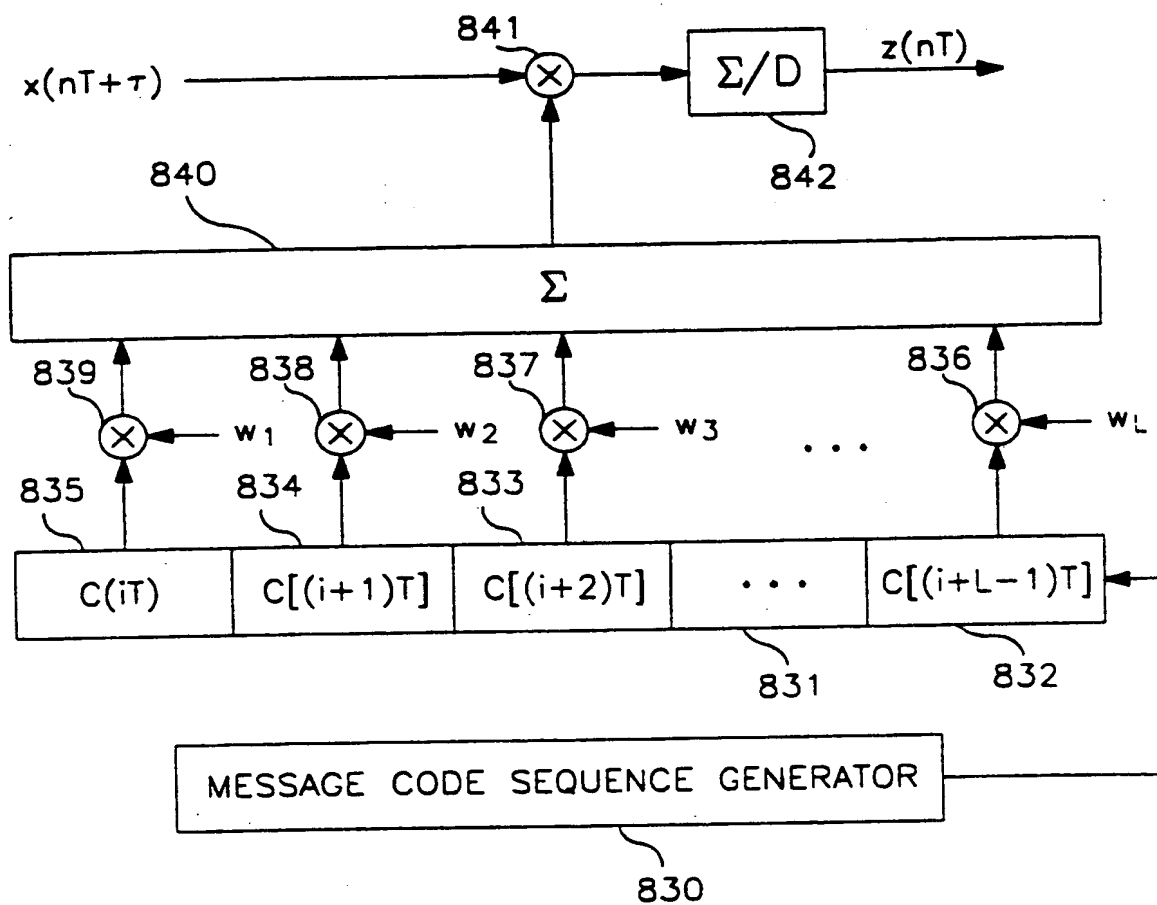 841
x(nT+τ)
×
Σ/D
z(nT)
842
840
Σ
839
838
837
836
× w1
× w2
× w3
...
× wL
835
834
833
C(iT)
C[(i+1)T]
C[(i+2)T]
...
C[(i+L-1)T]
831
832
MESSAGE CODE SEQUENCE GENERATOR
830